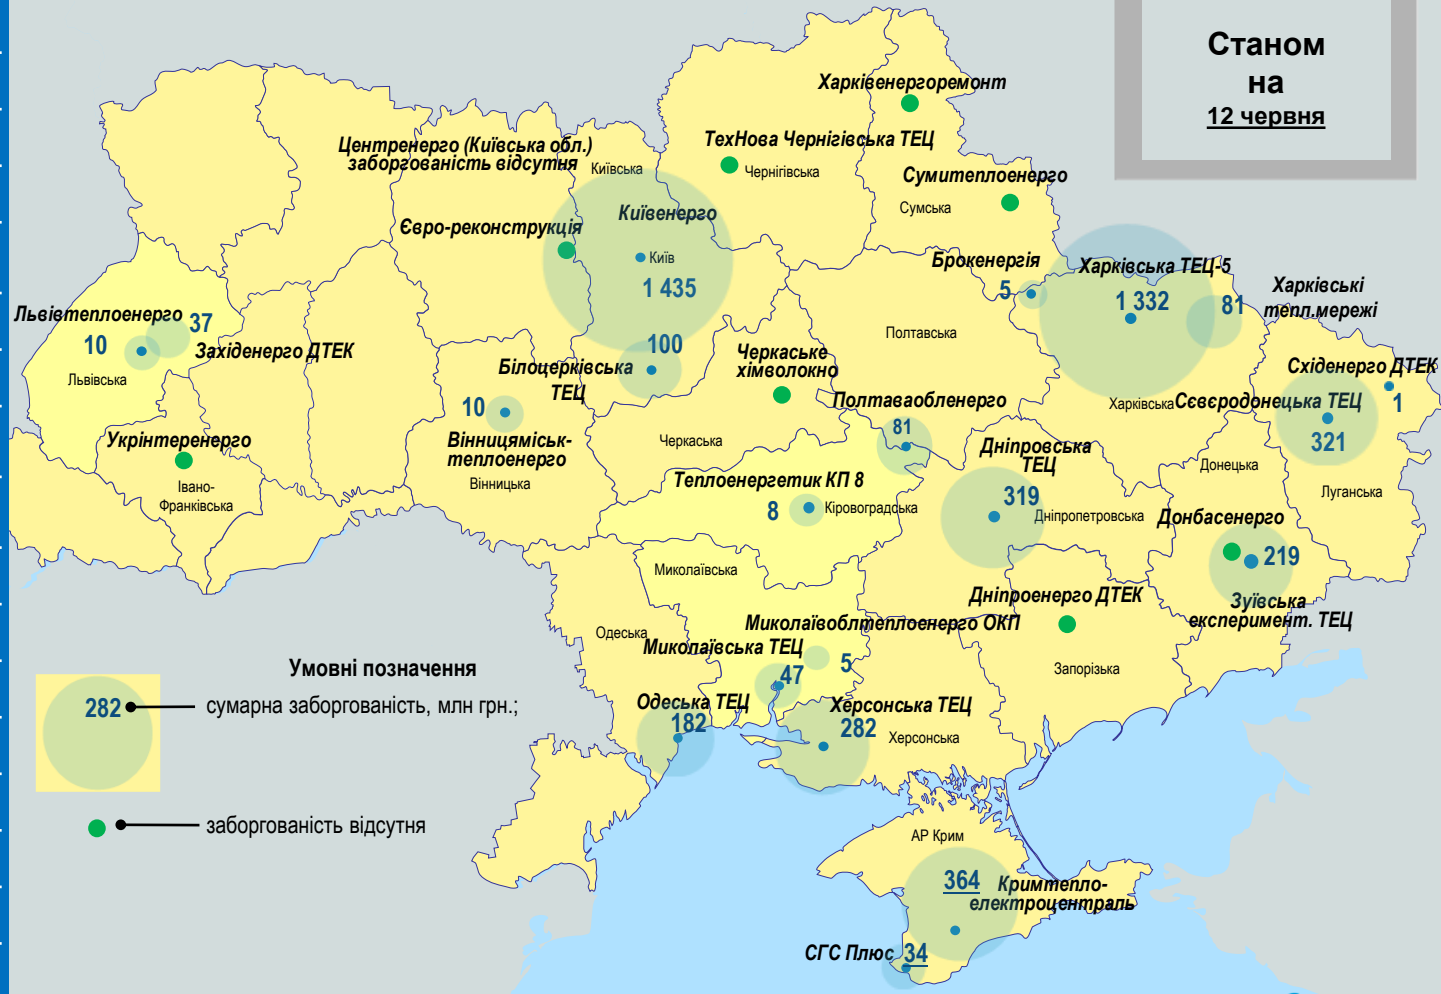 Станом
на
12 червня
Харківенергоремонт
Центренерго (Київська обл.)
заборгованість відсутня
Київська
ТехНова Чернігівська ТЕЦ
Чернігівська
Сумитеплоенерго
Сумська
Євро-реконструкція
Київенерго
Київ
1 435
Брокенергія
5
Харківська ТЕЦ-5
1 332
81
Харківські
тепл.мережі
Львівтеплоенерго
10
37
Західенерго ДТЕК
Львівська
100
Білоцерківська
ТЕЦ
Черкаське
хімволокно
Полтавська
Східенерго ДТЕК
1
Харківська
Сєвєродонецька ТЕЦ
321
10
Вінницяміськ-
теплоенерго
Вінницька
Полтаваобленерго
81
Черкаська
Укрінтеренерго
Івано-
Франківська
Дніпровська
ТЕЦ
319
Дніпропетровська
Донецька
Луганська
Теплоенергетик КП 8
8
Кіровоградська
Донбасенерго
219
Зуївська
експеримент. ТЕЦ
Миколаївська
Дніпроенерго ДТЕК
Запорізька
Одеська
Миколаївоблтеплоенерго ОКП
5
Миколаївська ТЕЦ
47
Одеська ТЕЦ
182
Херсонська ТЕЦ
282
Херсонська
Умовні позначення
282
сумарна заборгованість, млн грн.;
заборгованість відсутня
АР Крим
364
Кримтепло-
електроцентраль
СГС Плюс
34